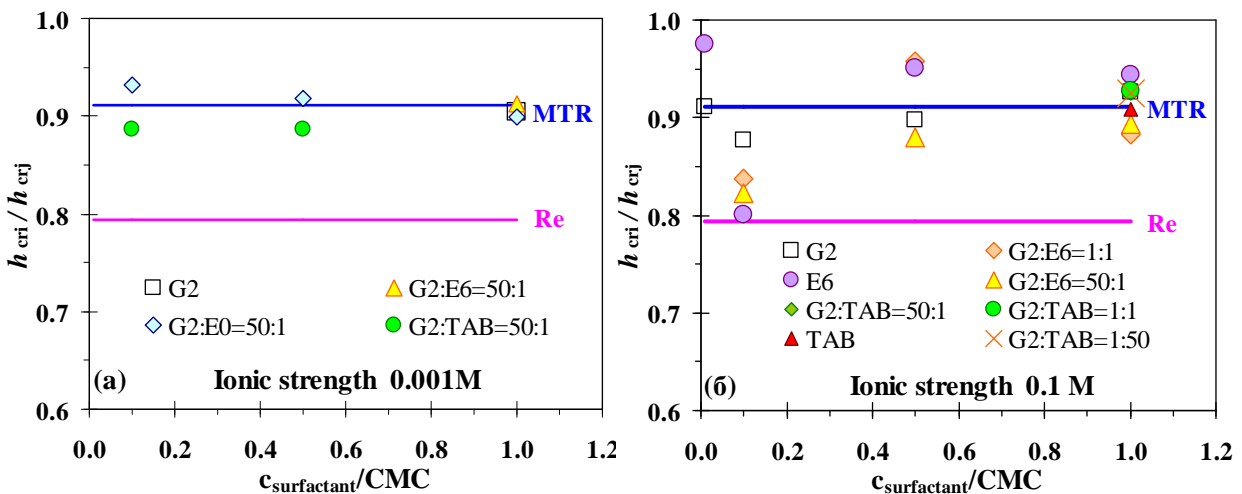 1.0
0.9
0.8
0.7
0.6
h cri / h crj
MTR
Re
G2
G2:E6=50:1
G2:E0=50:1
G2:TAB=50:1
(a)
Ionic strength 0.001M
0.0 0.2 0.4 0.6 0.8 1.0 1.2
csurfactant/CMC
1.0
0.9
0.8
0.7
0.6
h cri / h crj
MTR
Re
G2
G2:E6=1:1
E6
G2:E6=50:1
G2:TAB=50:1
G2:TAB=1:1
TAB
G2:TAB=1:50
(б)
Ionic strength 0.1 M
0.0 0.2 0.4 0.6 0.8 1.0 1.2
csurfactant/CMC